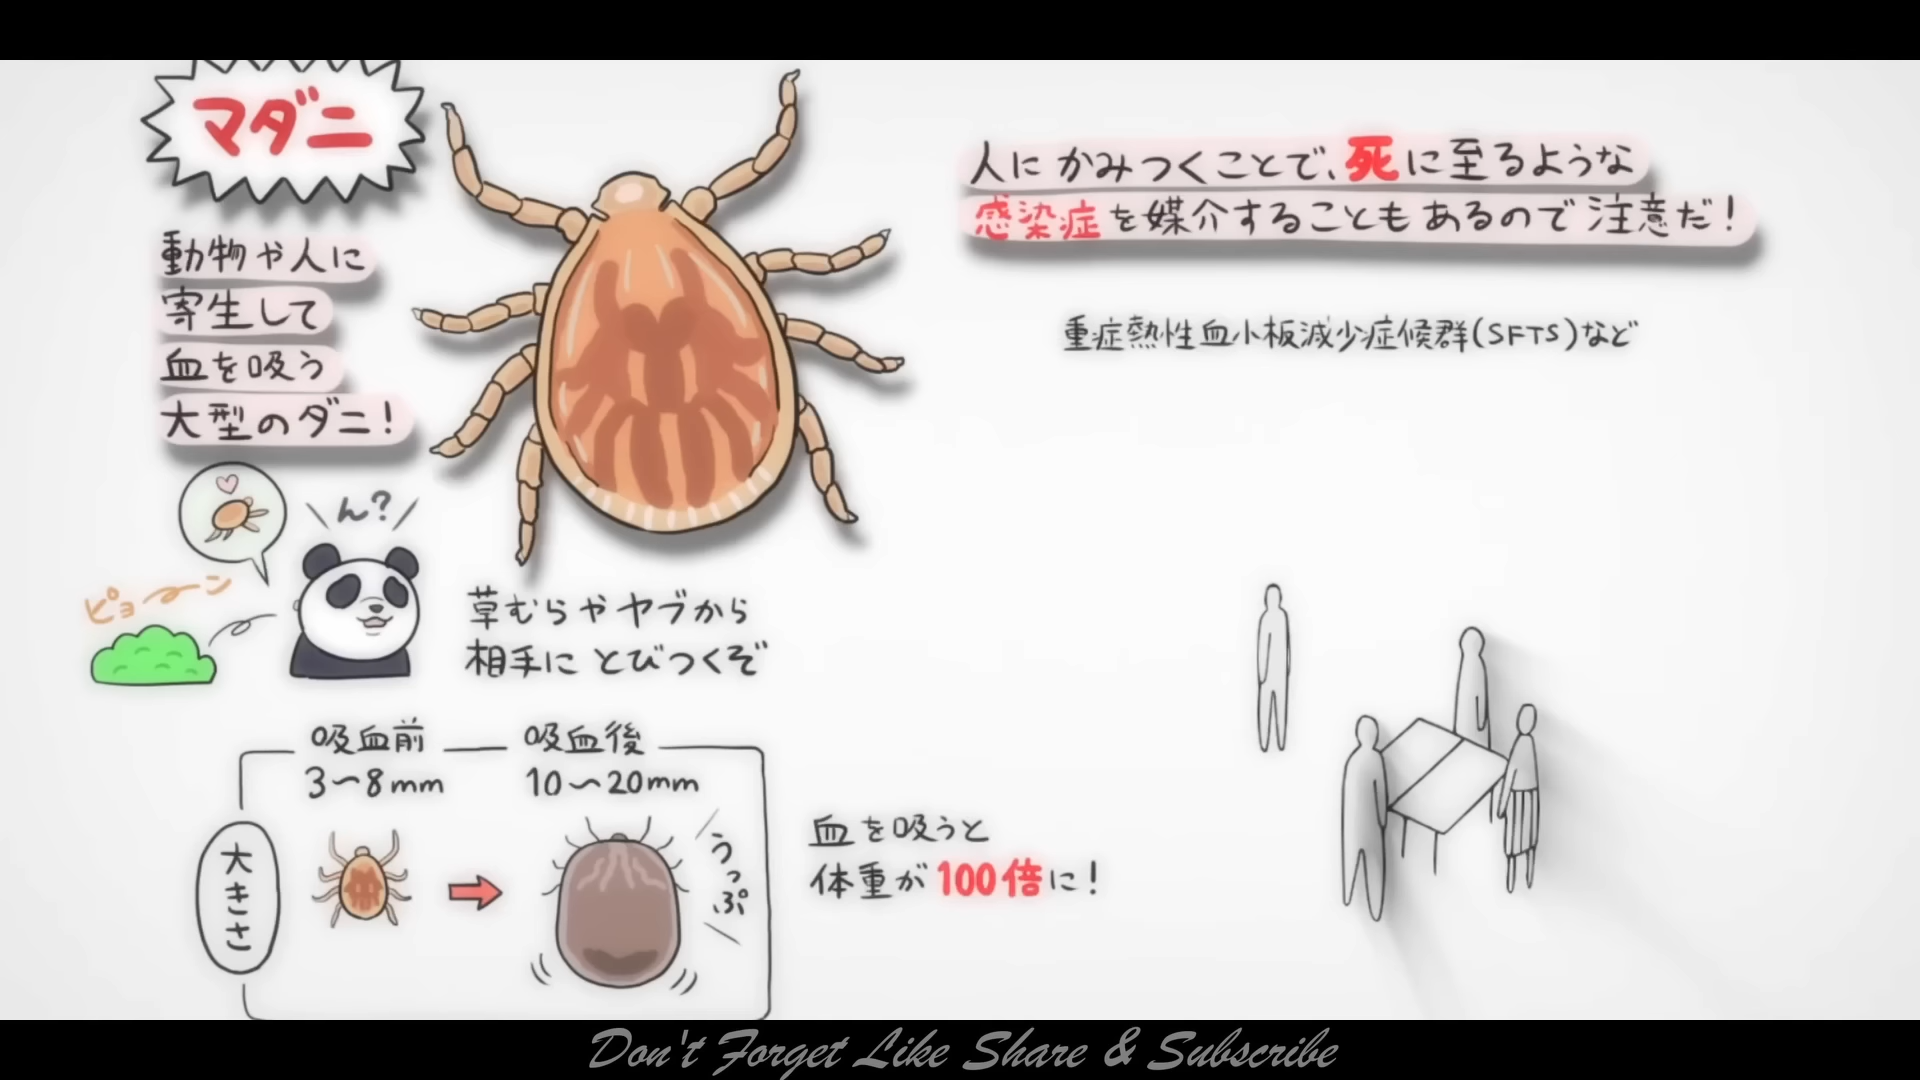 マダニ
動物や人に
寄生して
血を吸う
大型のダニ!
人にかみつくことで、死に至るような
感染症を媒介することもあるので注意だ!
重症熱性血小板減少症候群(SFTS)など
ん?
ピョーン
草むらやヤブから
相手にとびつくぞ
吸血前
3〜8mm
吸血後
10〜20mm
大きさ
うっぷ
血を吸うと
体重が100倍に!
Don't Forget Like Share & Subscribe